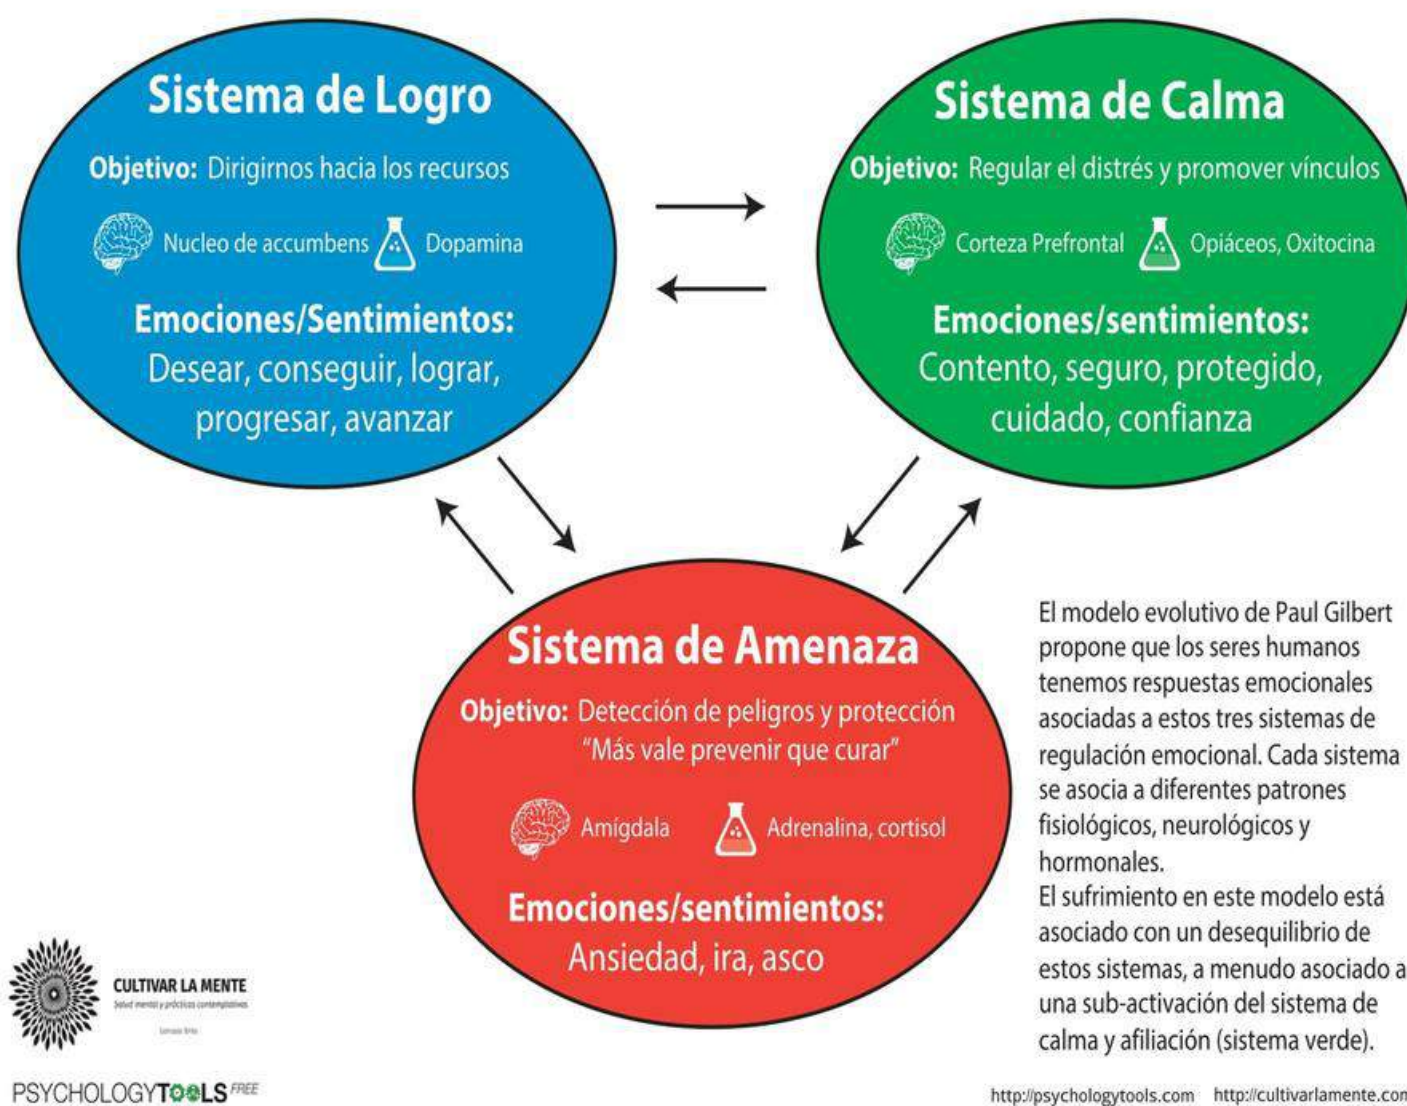 Sistema de Logro
Objetivo: Dirigirnos hacia los recursos
Nucleo de accumbens Dopamina
Emociones/Sentimientos:
Desear, conseguir, lograr,
progresar, avanzar
Sistema de Calma
Objetivo: Regular el distrés y promover vínculos
Corteza Prefrontal Opiáceos, Oxitocina
Emociones/sentimientos:
Contento, seguro, protegido,
cuidado, confianza
Sistema de Amenaza
Objetivo: Detección de peligros y protección
“Más vale prevenir que curar”
Amígdala Adrenalina, cortisol
Emociones/sentimientos:
Ansiedad, ira, asco
El modelo evolutivo de Paul Gilbert
propone que los seres humanos
tenemos respuestas emocionales
asociadas a estos tres sistemas de
regulación emocional. Cada sistema
se asocia a diferentes patrones
fisiológicos, neurológicos y
hormonales.
El sufrimiento en este modelo está
asociado con un desequilibrio de
estos sistemas, a menudo asociado a
una sub-activación del sistema de
calma y afiliación (sistema verde).
CULTIVAR LA MENTE
Salud mental y prácticas contemplativas
PSYCHOLOGYTOOLS FREE
http://psychologytools.com http://cultivarlamente.com